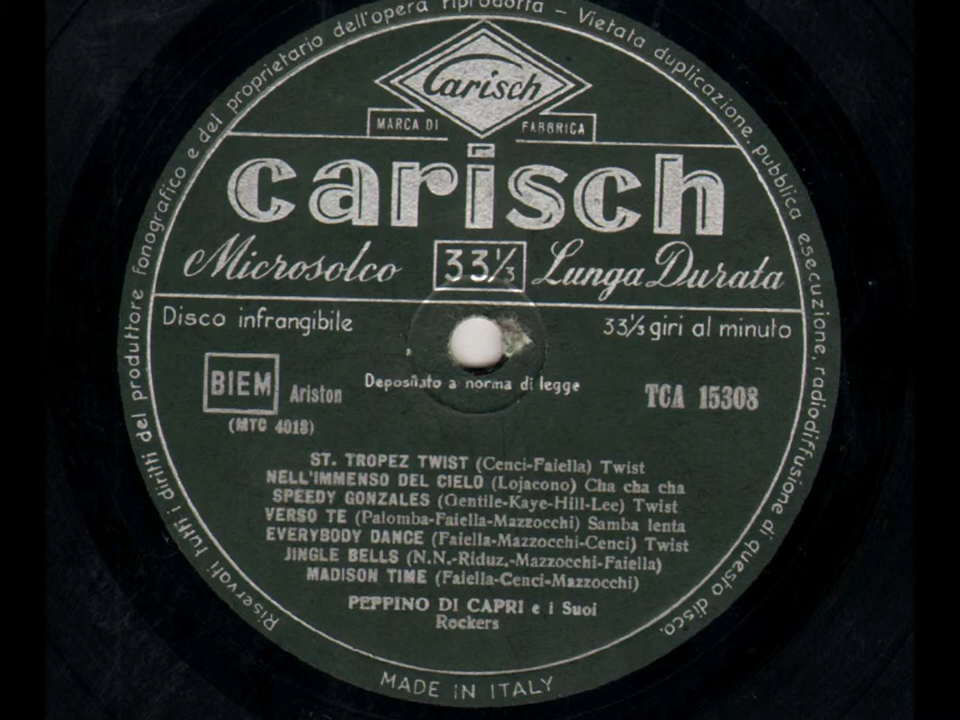 Riservati tutti i diritti del produttore fonografico e del proprietario dell'opera riprodotta - Vietata duplicazione, pubblica esecuzione, radiodiffusione di questo disco.
Carisch
MARCA DI FABBRICA
carisch
Microsolco 33⅓ Lunga Durata
Disco infrangibile 33⅓ giri al minuto
BIEM Ariston Depositato a norma di legge TCA 15308
(MTC 4018)
ST. TROPEZ TWIST (Cenci-Faiella) Twist
NELL'IMMENSO DEL CIELO (Lojacono) Cha cha cha
SPEEDY GONZALES (Gentile-Kaye-Hill-Lee) Twist
VERSO TE (Palomba-Faiella-Mazzocchi) Samba lenta
EVERYBODY DANCE (Faiella-Mazzocchi-Cenci) Twist
JINGLE BELLS (N.N.-Riduz.-Mazzocchi-Faiella)
MADISON TIME (Faiella-Cenci-Mazzocchi)
PEPPINO DI CAPRI e i Suoi
Rockers
MADE IN ITALY